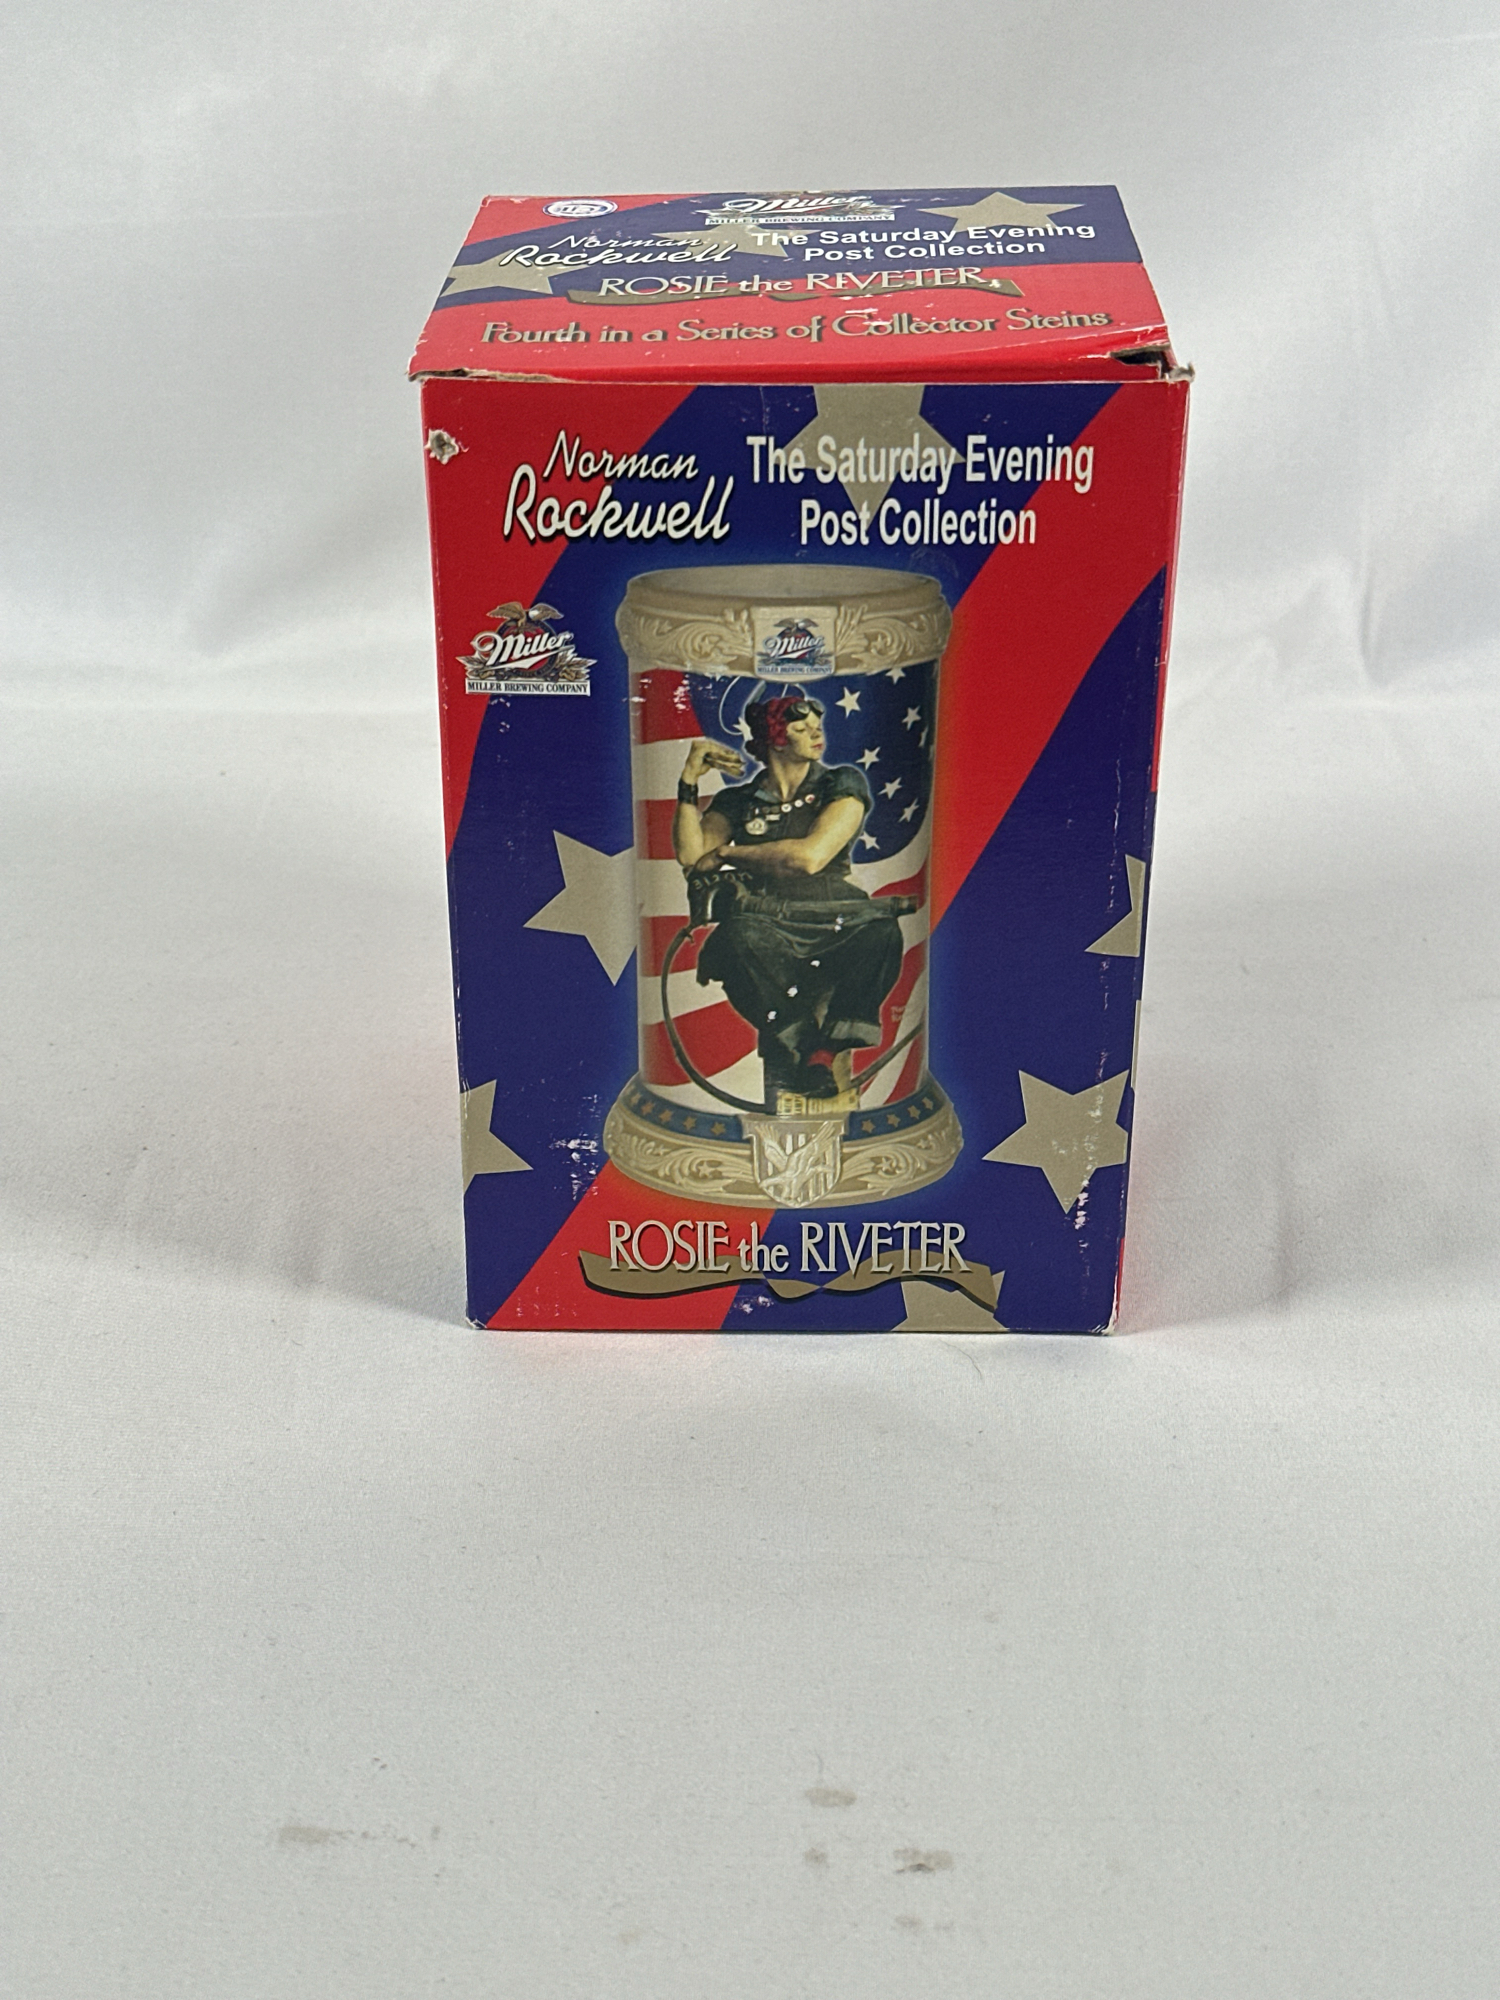 Miller
MILLER BREWING COMPANY
Norman
Rockwell
The Saturday Evening
Post Collection
ROSIE the RIVETER
Fourth in a Series of Collector Steins
Norman
Rockwell
The Saturday Evening
Post Collection
Miller
MILLER BREWING COMPANY
Miller
MILLER BREWING COMPANY
ROSIE the RIVETER